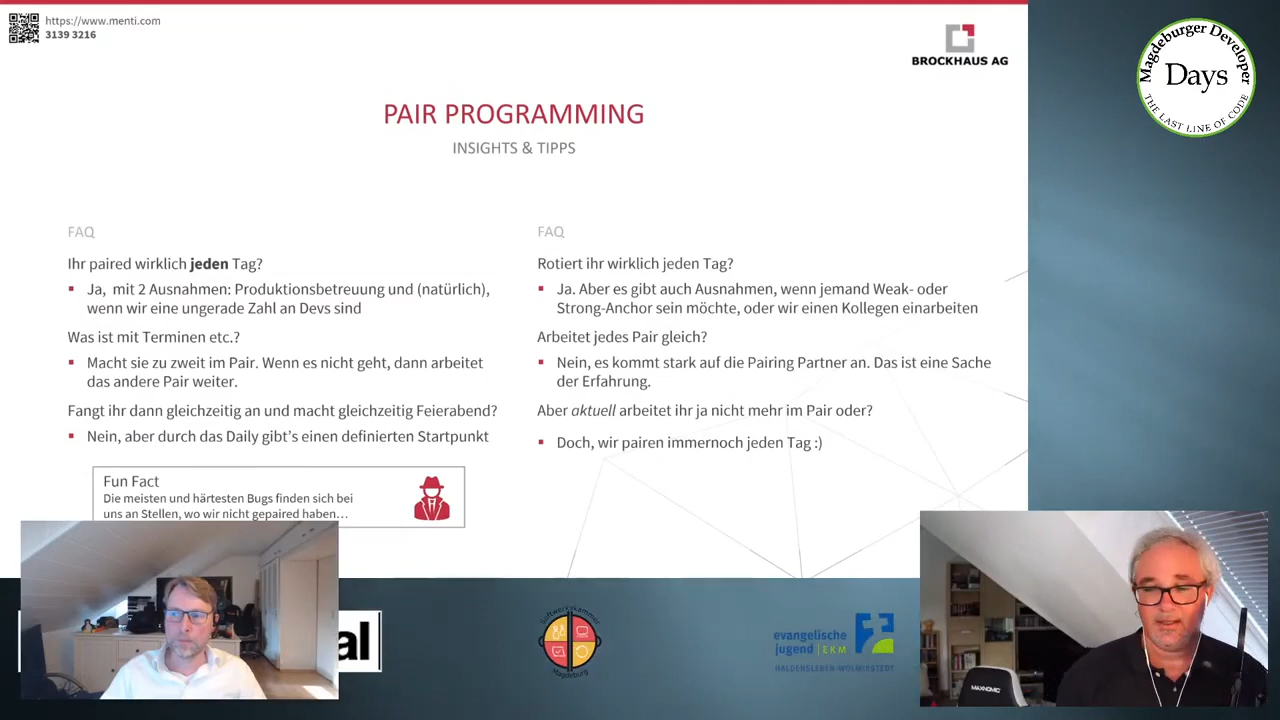 https://www.menti.com
3139 3216
BROCKHAUS AG
Magdeburger Developer
Days
THE LAST LINE OF CODE
PAIR PROGRAMMING
INSIGHTS & TIPPS
FAQ
Ihr paired wirklich jeden Tag?
▪ Ja, mit 2 Ausnahmen: Produktionsbetreuung und (natürlich),
wenn wir eine ungerade Zahl an Devs sind
Was ist mit Terminen etc.?
▪ Macht sie zu zweit im Pair. Wenn es nicht geht, dann arbeitet
das andere Pair weiter.
Fangt ihr dann gleichzeitig an und macht gleichzeitig Feierabend?
▪ Nein, aber durch das Daily gibt’s einen definierten Startpunkt
Fun Fact
Die meisten und härtesten Bugs finden sich bei
uns an Stellen, wo wir nicht gepaired haben…
FAQ
Rotiert ihr wirklich jeden Tag?
▪ Ja. Aber es gibt auch Ausnahmen, wenn jemand Weak- oder
Strong-Anchor sein möchte, oder wir einen Kollegen einarbeiten
Arbeitet jedes Pair gleich?
▪ Nein, es kommt stark auf die Pairing Partner an. Das ist eine Sache
der Erfahrung.
Aber aktuell arbeitet ihr ja nicht mehr im Pair oder?
▪ Doch, wir pairen immernoch jeden Tag :)
al
Softwerkskammer
Magdeburg
evangelische
jugend | EKM
HALDENSLEBEN-WOLMIRSTEDT
MAXNOMIC